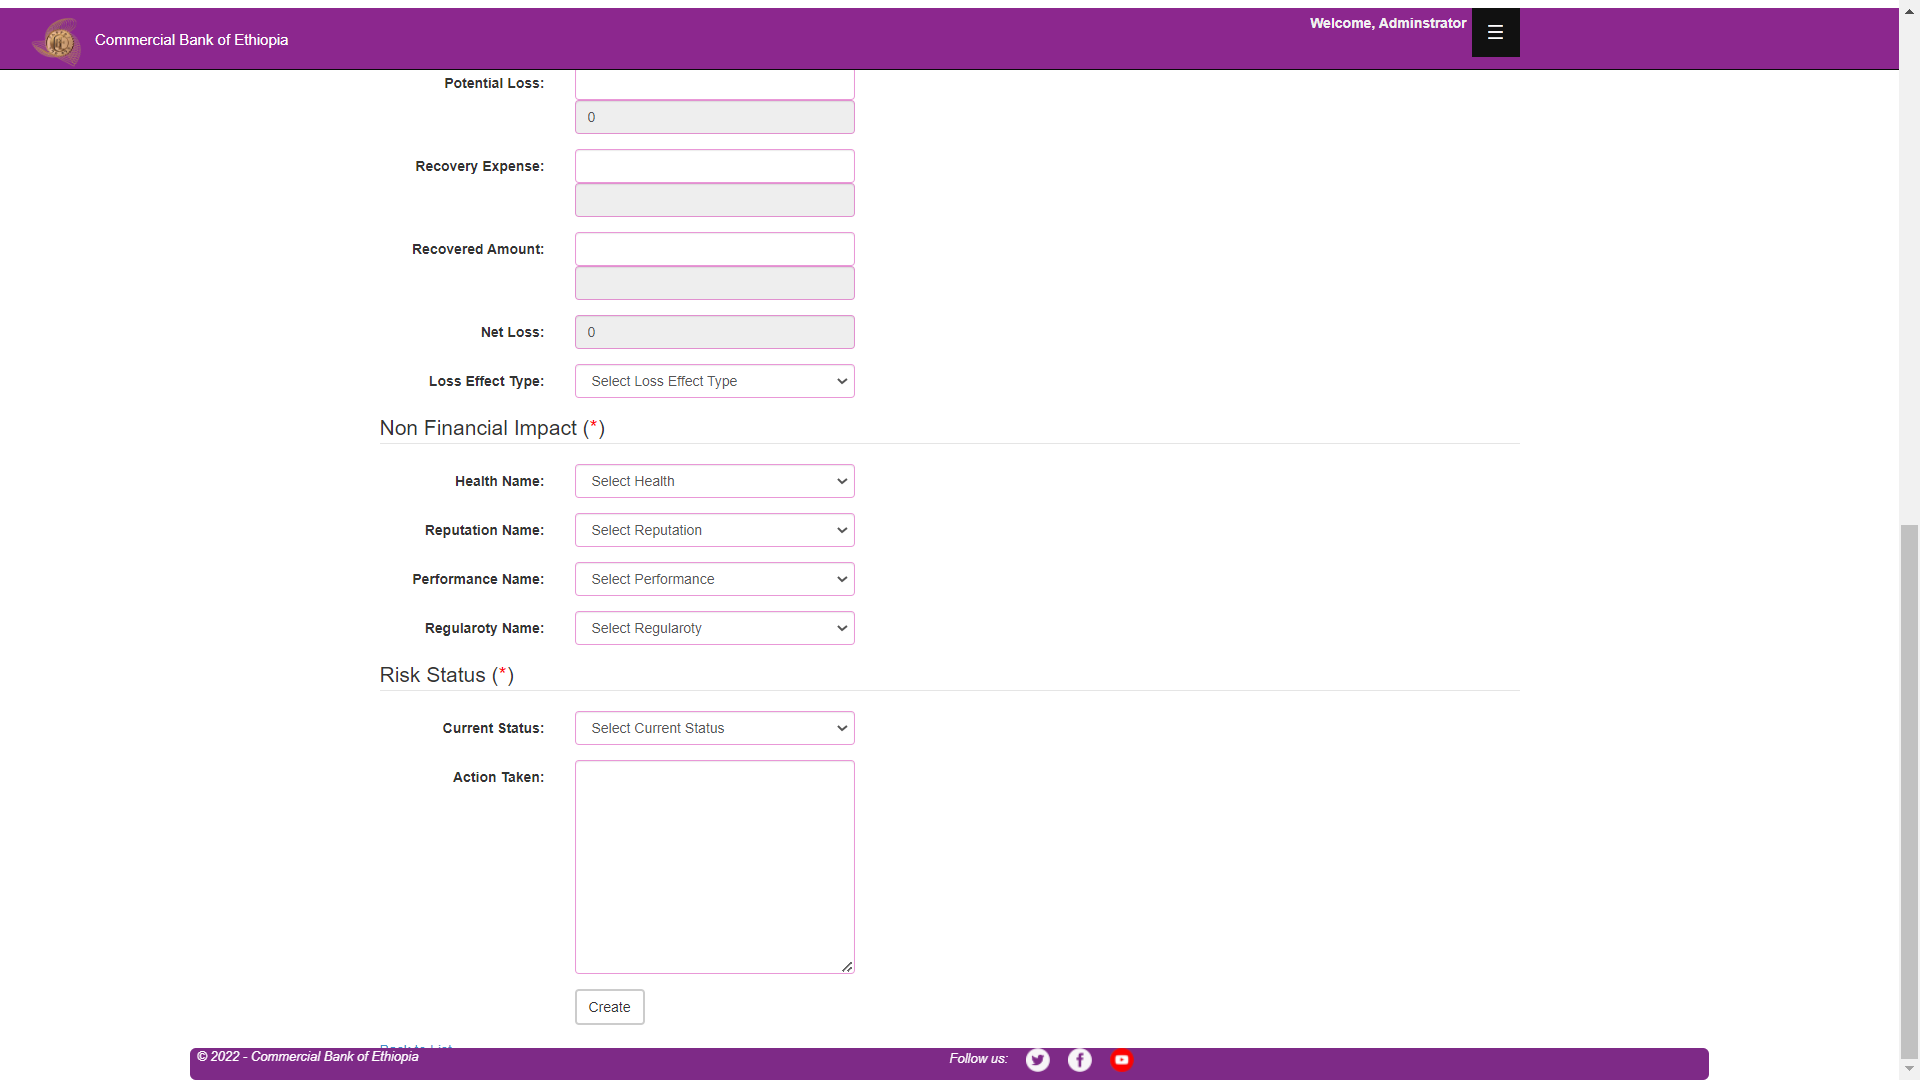 Commercial Bank of Ethiopia
Welcome, Adminstrator
Potential Loss:
0
Recovery Expense:
Recovered Amount:
Net Loss: 0
Loss Effect Type: Select Loss Effect Type
Non Financial Impact (*)
Health Name: Select Health
Reputation Name: Select Reputation
Performance Name: Select Performance
Regularoty Name: Select Regularoty
Risk Status (*)
Current Status: Select Current Status
Action Taken:
Create
Back to List
© 2022 - Commercial Bank of Ethiopia
Follow us: